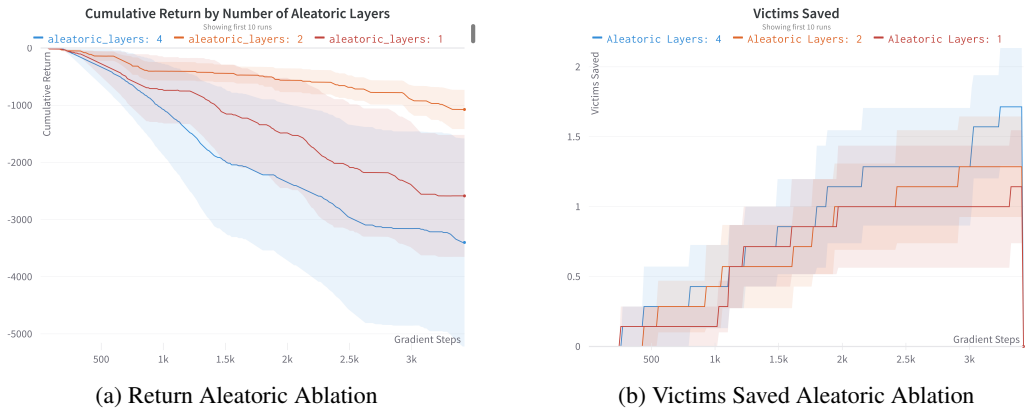 Cumulative Return by Number of Aleatoric Layers
Showing first 10 runs
aleatoric_layers: 4 aleatoric_layers: 2 aleatoric_layers: 1
Cumulative Return
0
-1000
-2000
-3000
-4000
-5000
Gradient Steps
500 1k 1.5k 2k 2.5k 3k
(a) Return Aleatoric Ablation
Victims Saved
Showing first 10 runs
Aleatoric Layers: 4 Aleatoric Layers: 2 Aleatoric Layers: 1
Victims Saved
2
1.5
1
0.5
0
Gradient Steps
500 1k 1.5k 2k 2.5k 3k
(b) Victims Saved Aleatoric Ablation